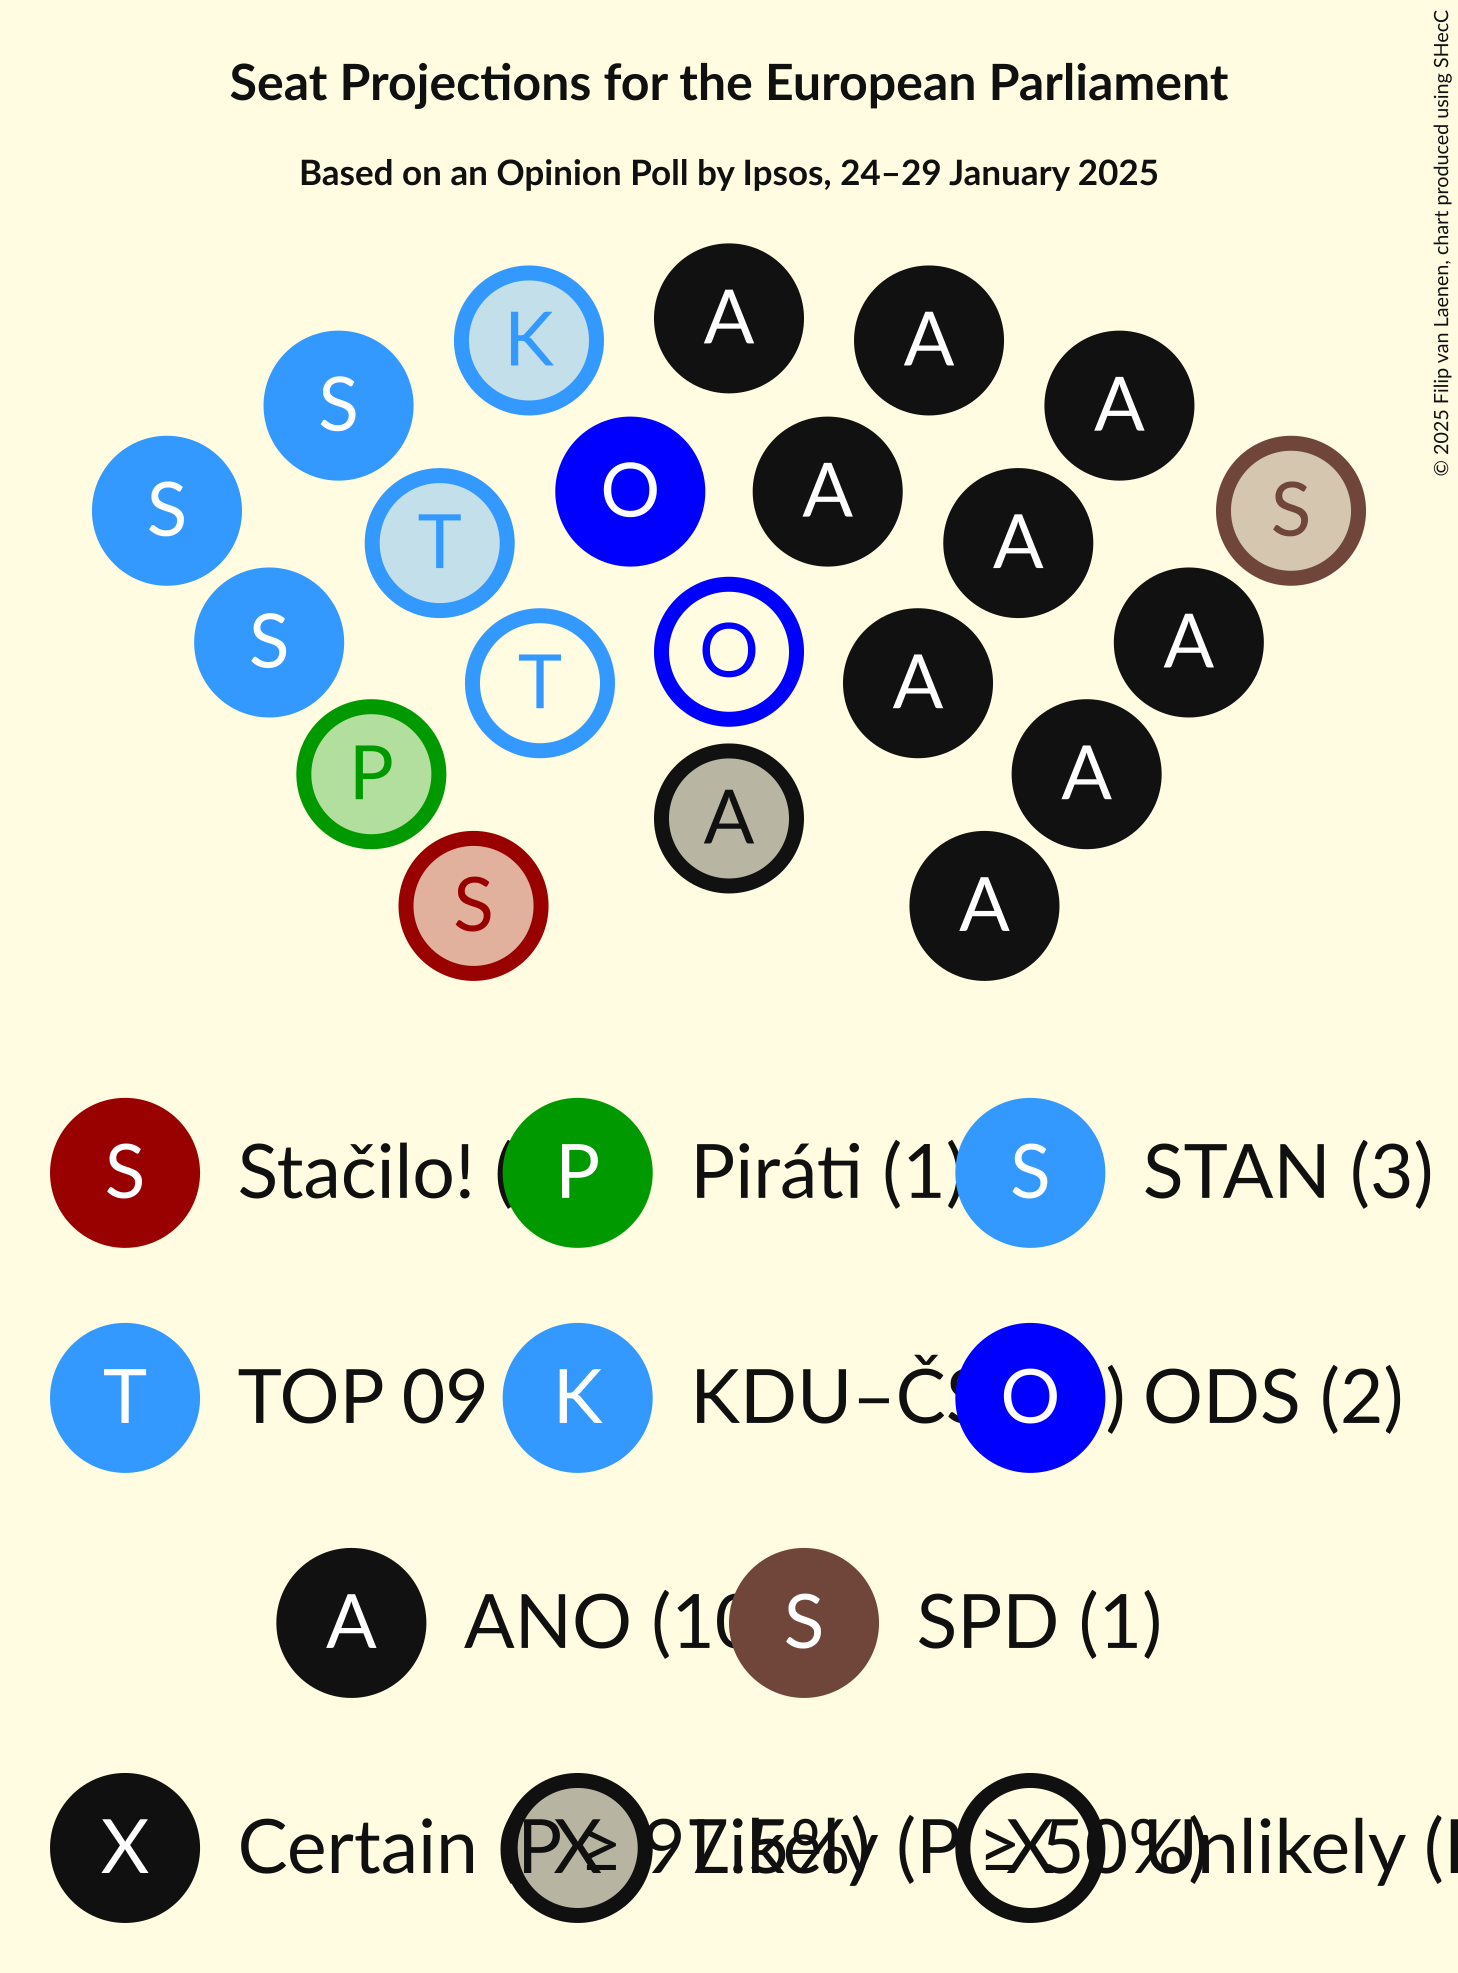 Seat Projections for the European Parliament
Based on an Opinion Poll by Ipsos, 24–29 January 2025
© 2025 Filip van Laenen, chart produced using SHecC
K A A A
S S
S O A
T A S
S T O A A
P A A
S A
S Stačilo! ( P Piráti (1) S STAN (3)
T TOP 09 K KDU–Č O ) ODS (2)
A ANO (10 S SPD (1)
X Certain (P ≥ 97.5%) X Likely (P ≥ 50%) X Unlikely (